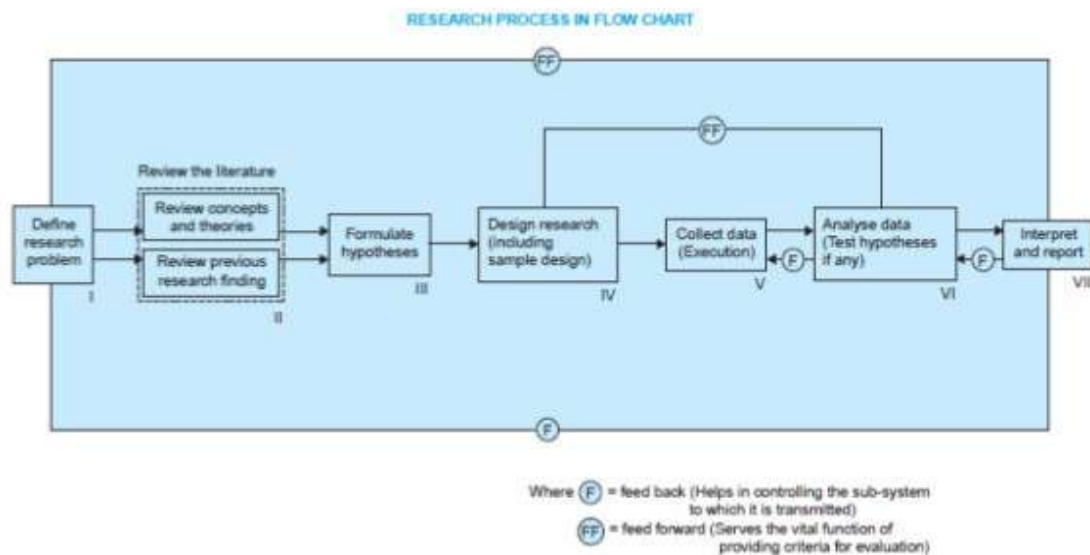 RESEARCH PROCESS IN FLOW CHART
FF
FF
Review the literature
Define
research
problem
I
Review concepts
and theories
Review previous
research finding
II
Formulate
hypotheses
III
Design research
(including
sample design)
IV
Collect data
(Execution)
V
F
Analyse data
(Test hypotheses
if any)
VI
F
Interpret
and report
VII
F
Where F = feed back (Helps in controlling the sub-system
to which it is transmitted)
FF = feed forward (Serves the vital function of
providing criteria for evaluation)